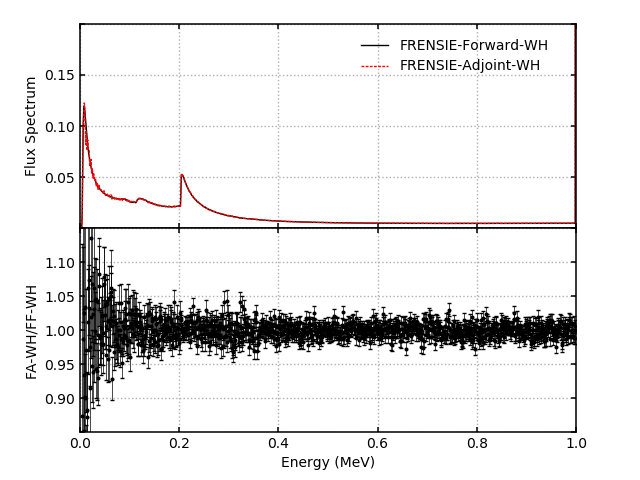 FRENSIE-Forward-WH
FRENSIE-Adjoint-WH
Flux Spectrum
0.15
0.10
0.05
FA-WH/FF-WH
1.10
1.05
1.00
0.95
0.90
0.0 0.2 0.4 0.6 0.8 1.0
Energy (MeV)